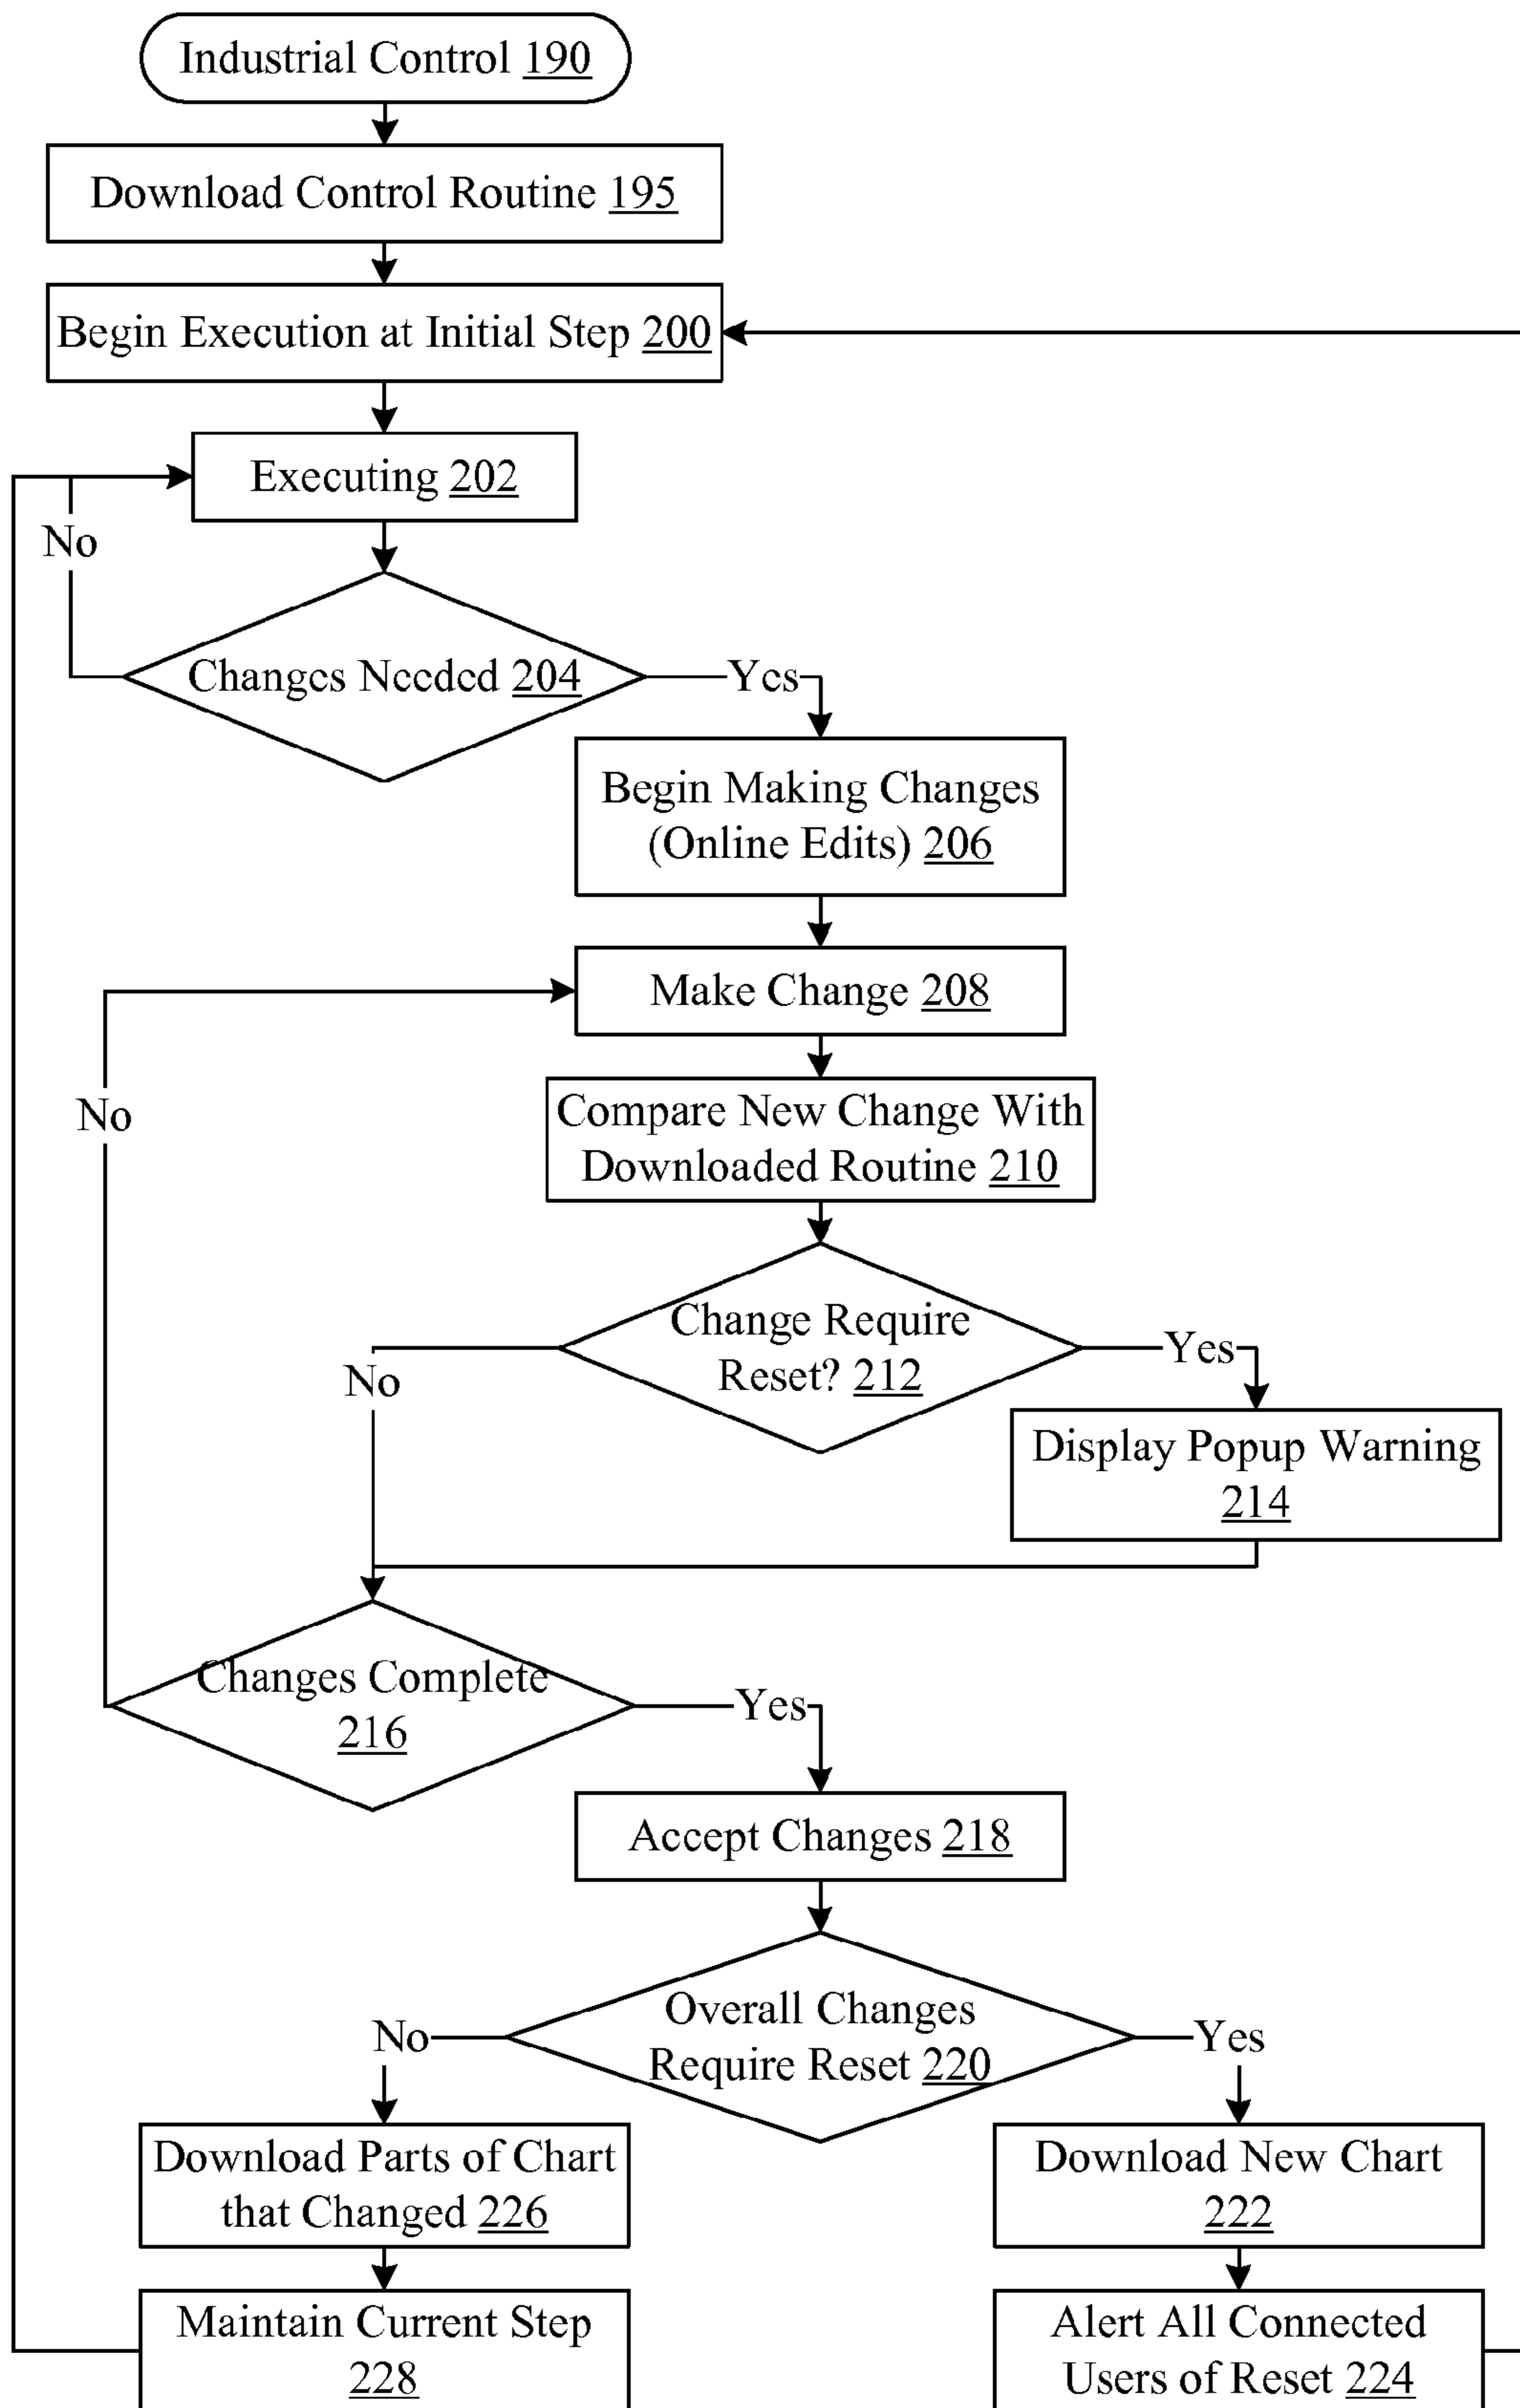 Industrial Control 190
Download Control Routine 195
Begin Execution at Initial Step 200
Executing 202
No
Changes Needed 204
Yes
Begin Making Changes
(Online Edits) 206
Make Change 208
No
Compare New Change With
Downloaded Routine 210
Change Require
Reset? 212
No
Yes
Display Popup Warning
214
Changes Complete
216
Yes
Accept Changes 218
Overall Changes
Require Reset 220
No
Yes
Download Parts of Chart
that Changed 226
Download New Chart
222
Maintain Current Step
228
Alert All Connected
Users of Reset 224